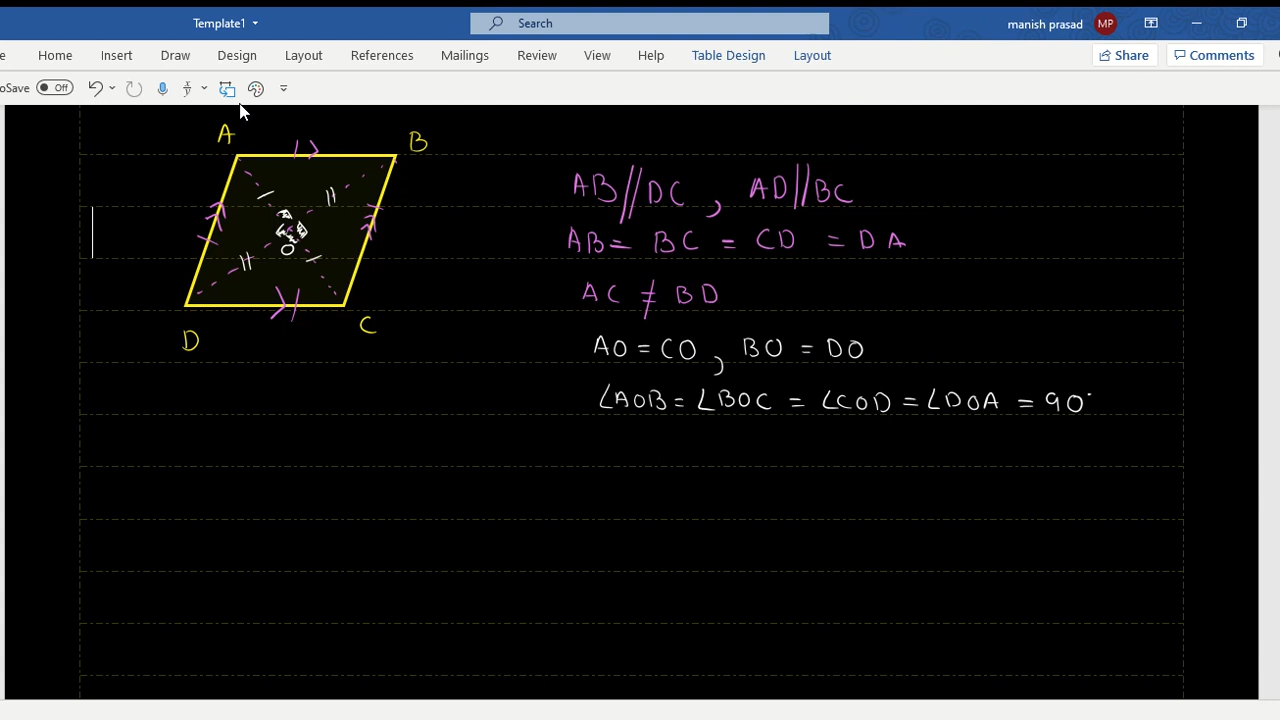 Template1
Search
manish prasad MP
e Home Insert Draw Design Layout References Mailings Review View Help Table Design Layout Share Comments
oSave Off
A
B
O
D
C
AB//DC , AD//BC
AB = BC = CD = DA
AC ≠ BD
AO = CO , BO = DO
∠AOB = ∠BOC = ∠COD = ∠DOA = 90°